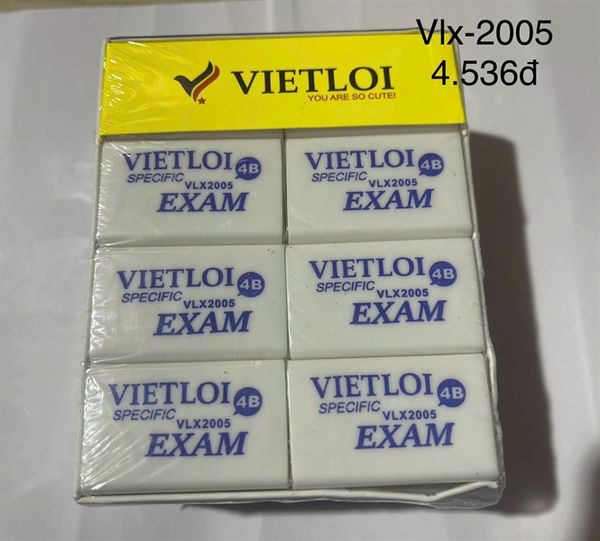 Vlx-2005
4.536đ
VIETLOI
YOU ARE SO CUTE!
VIETLOI 4B
SPECIFIC VLX2005
EXAM
VIETLOI 4B
SPECIFIC VLX2005
EXAM
VIETLOI 4B
SPECIFIC VLX2005
EXAM
VIETLOI 4B
SPECIFIC VLX2005
EXAM
VIETLOI 4B
SPECIFIC VLX2005
EXAM
VIETLOI 4B
SPECIFIC VLX2005
EXAM